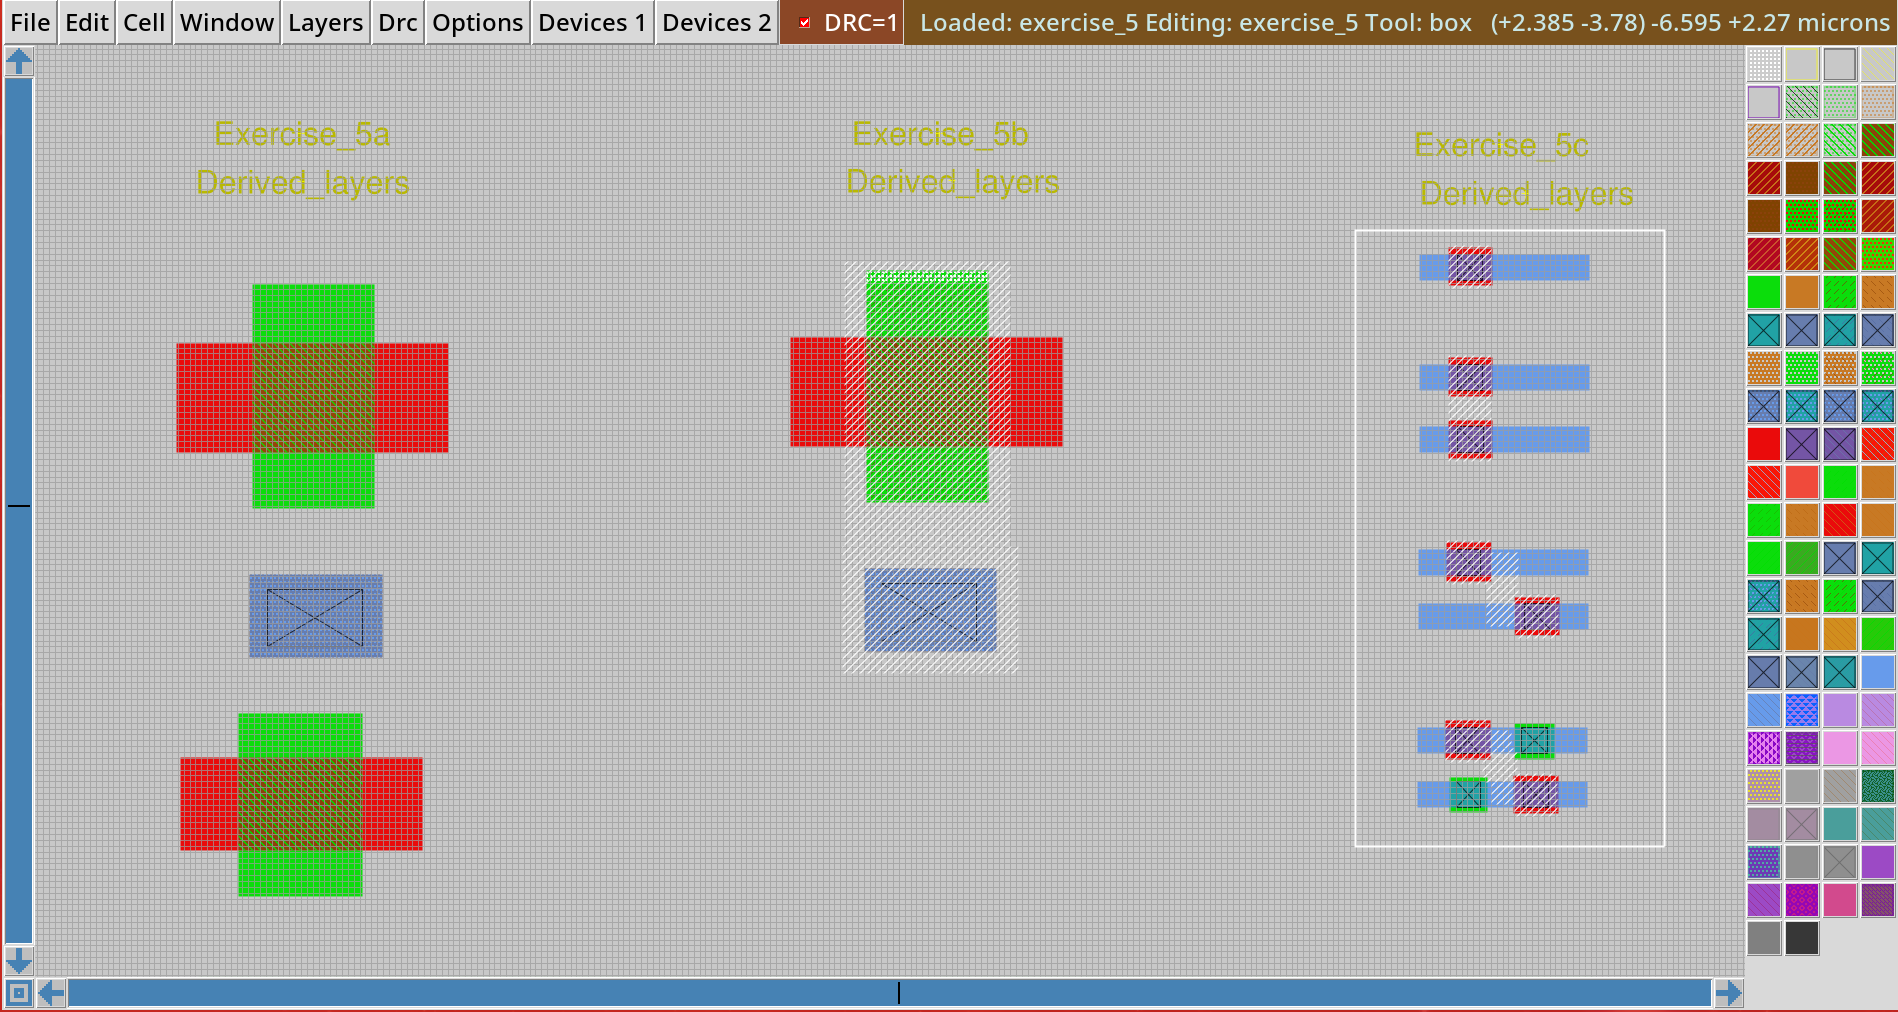 File Edit Cell Window Layers Drc Options Devices 1 Devices 2 DRC=1 Loaded: exercise_5 Editing: exercise_5 Tool: box (+2.385 -3.78) -6.595 +2.27 microns
Exercise_5a
Derived_layers
Exercise_5b
Derived_layers
Exercise_5c
Derived_layers